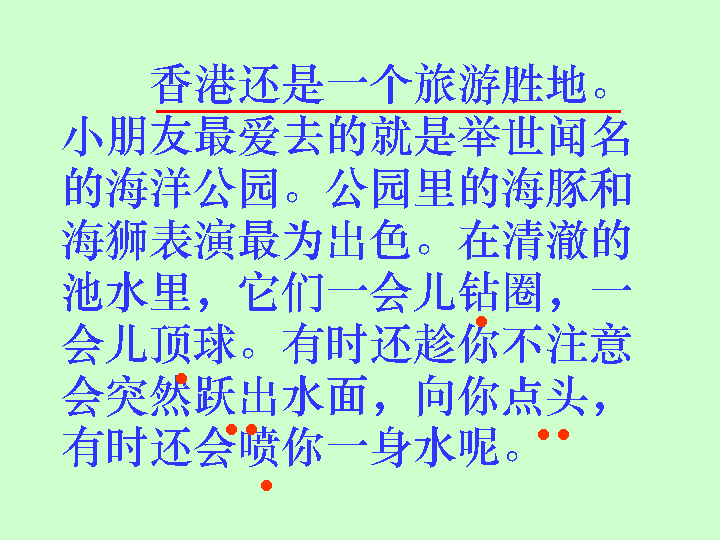 香港还是一个旅游胜地。
小朋友最爱去的就是举世闻名
的海洋公园。公园里的海豚和
海狮表演最为出色。在清澈的
池水里，它们一会儿钻圈，一
会儿顶球。有时还趁你不注意
会突然跃出水面，向你点头，
有时还会喷你一身水呢。